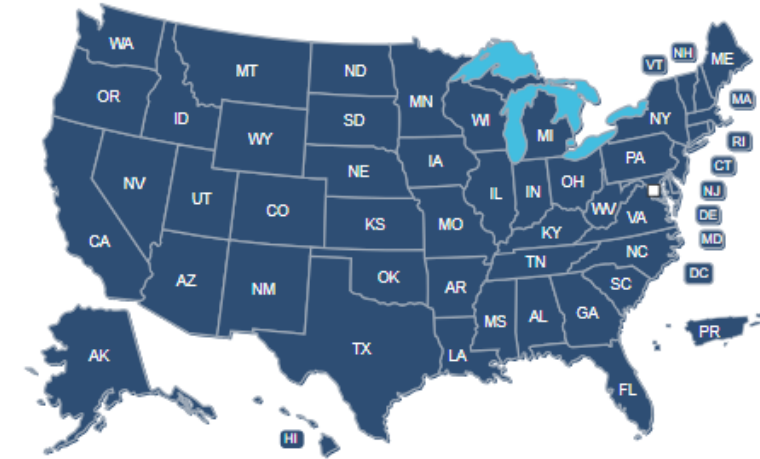 WA
MT
ND
MN
VT
NH
ME
OR
ID
SD
WI
MI
NY
MA
WY
RI
NV
UT
CO
NE
IA
IL
IN
OH
PA
CT
NJ
CA
KS
MO
KY
WV
VA
DE
MD
AZ
NM
OK
AR
TN
NC
DC
SC
MS
AL
GA
TX
LA
PR
AK
FL
HI